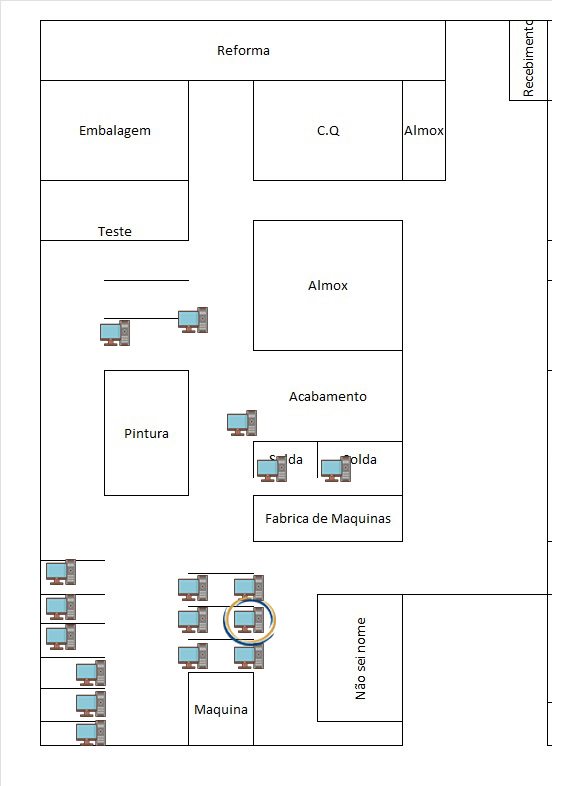 Reforma
Recebimento
Embalagem
C.Q
Almox
Teste
Almox
Acabamento
Pintura
Solda
Solda
Fabrica de Maquinas
Não sei nome
Maquina